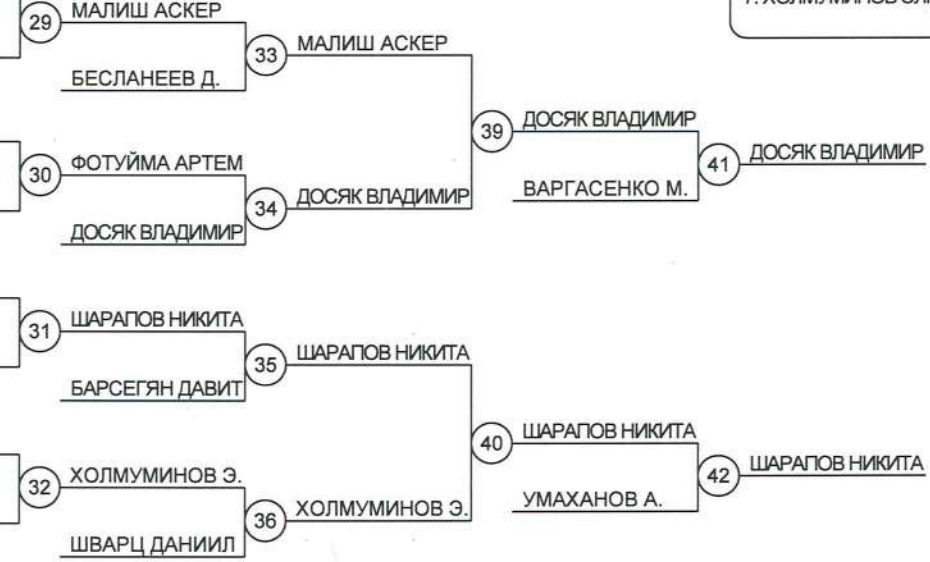 29 МАЛИШ АСКЕР
БЕСЛАНЕЕВ Д.
33 МАЛИШ АСКЕР
30 ФОТУЙМА АРТЕМ
ДОСЯК ВЛАДИМИР
34 ДОСЯК ВЛАДИМИР
39 ДОСЯК ВЛАДИМИР
ВАРГАСЕНКО М.
41 ДОСЯК ВЛАДИМИР
31 ШАРАПОВ НИКИТА
БАРСЕГЯН ДАВИТ
35 ШАРАПОВ НИКИТА
32 ХОЛМУМИНОВ Э.
ШВАРЦ ДАНИИЛ
36 ХОЛМУМИНОВ Э.
40 ШАРАПОВ НИКИТА
УМАХАНОВ А.
42 ШАРАПОВ НИКИТА